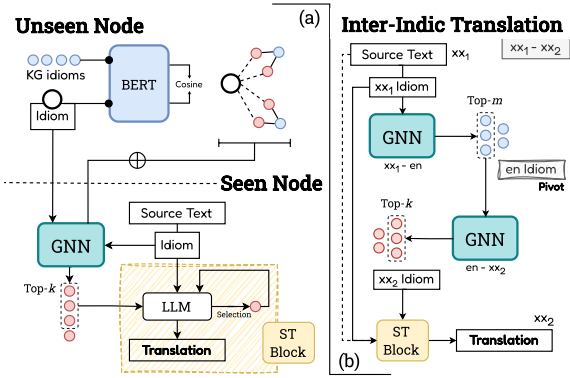 Unseen Node
(a)
KG idioms
BERT
Cosine
Idiom
Seen Node
Source Text
GNN
Idiom
Top-k
LLM
Selection
Translation
ST
Block
Inter-Indic Translation
Source Text
xx₁
xx₁ - xx₂
xx₁ Idiom
Top-m
GNN
xx₁ - en
en Idiom
Pivot
Top-k
GNN
en - xx₂
xx₂ Idiom
xx₂
ST
Block
Translation
(b)